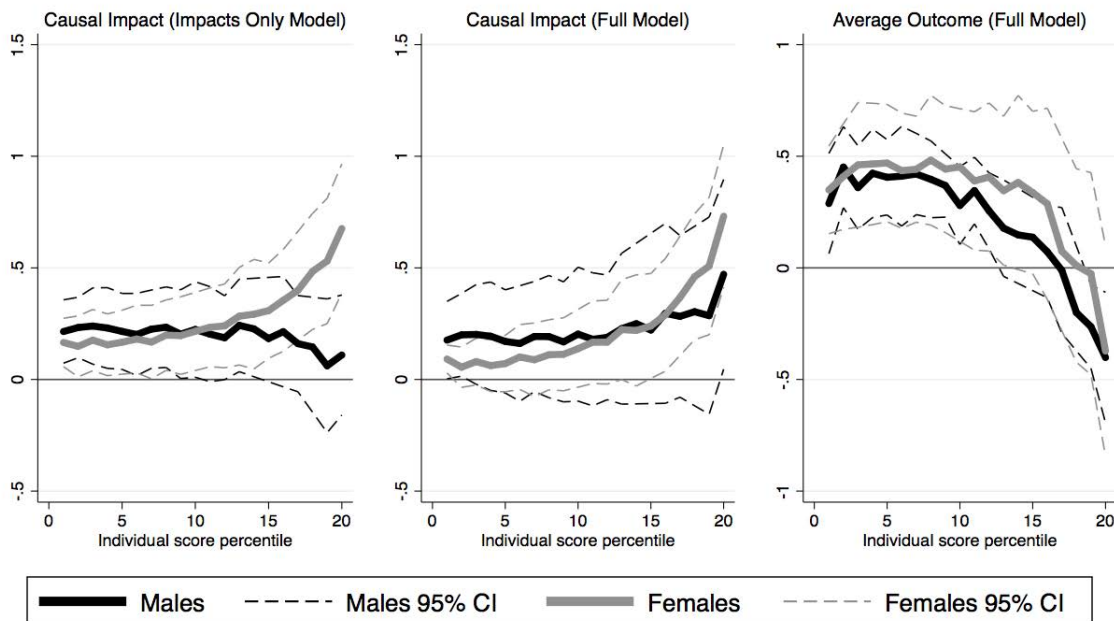 Causal Impact (Impacts Only Model)
1.5
1
.5
0
-.5
0 5 10 15 20
Individual score percentile
Causal Impact (Full Model)
1.5
1
.5
0
-.5
0 5 10 15 20
Individual score percentile
Average Outcome (Full Model)
1
.5
0
-.5
-1
0 5 10 15 20
Individual score percentile
Males Males 95% CI Females Females 95% CI